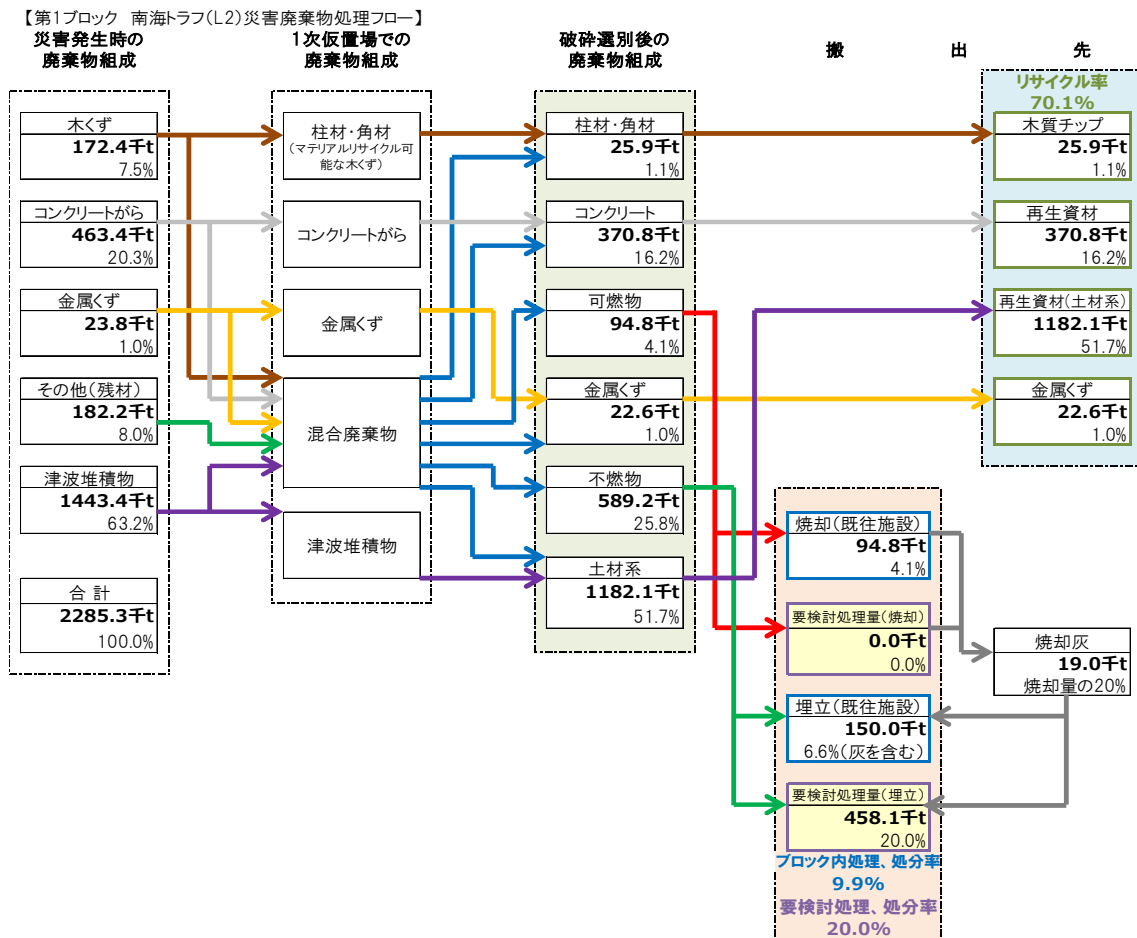 【第1ブロック 南海トラフ(L2)災害廃棄物処理フロー】
災害発生時の
廃棄物組成
1次仮置場での
廃棄物組成
破砕選別後の
廃棄物組成
搬 出 先
木くず
172.4千t
7.5%
コンクリートがら
463.4千t
20.3%
金属くず
23.8千t
1.0%
その他(残材)
182.2千t
8.0%
津波堆積物
1443.4千t
63.2%
合 計
2285.3千t
100.0%
柱材・角材
(マテリアルリサイクル可
能な木くず)
コンクリートがら
金属くず
混合廃棄物
津波堆積物
柱材・角材
25.9千t
1.1%
コンクリート
370.8千t
16.2%
可燃物
94.8千t
4.1%
金属くず
22.6千t
1.0%
不燃物
589.2千t
25.8%
土材系
1182.1千t
51.7%
リサイクル率
70.1%
木質チップ
25.9千t
1.1%
再生資材
370.8千t
16.2%
再生資材(土材系)
1182.1千t
51.7%
金属くず
22.6千t
1.0%
焼却(既往施設)
94.8千t
4.1%
要検討処理量(焼却)
0.0千t
0.0%
埋立(既往施設)
150.0千t
6.6%(灰を含む)
要検討処理量(埋立)
458.1千t
20.0%
ブロック内処理、処分率
9.9%
要検討処理、処分率
20.0%
焼却灰
19.0千t
焼却量の20%